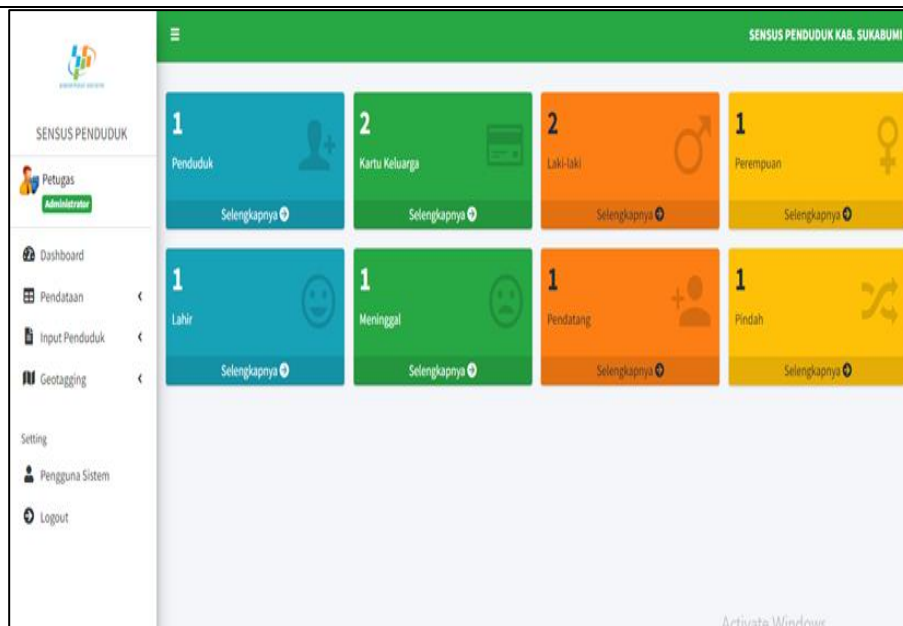 SENSUS PENDUDUK KAB. SUKABUMI
SENSUS PENDUDUK
Petugas
Administrator
Dashboard
Pendataan
Input Penduduk
Geotagging
Setting
Pengguna Sistem
Logout
1
Penduduk
Selengkapnya
2
Kartu Keluarga
Selengkapnya
2
Laki-laki
Selengkapnya
1
Perempuan
Selengkapnya
1
Lahir
Selengkapnya
1
Meninggal
Selengkapnya
1
Pendatang
Selengkapnya
1
Pindah
Selengkapnya
Activate Windows